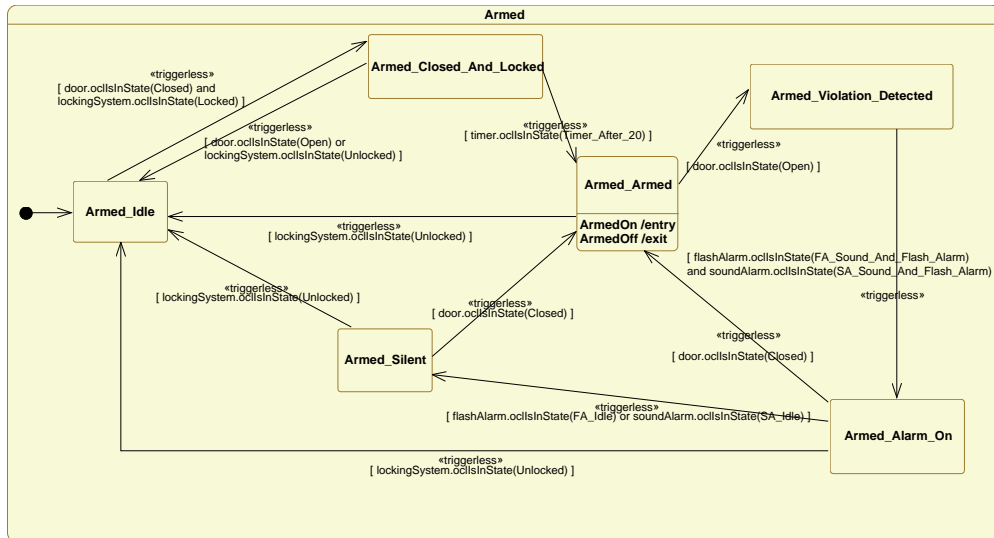 Armed
Armed_Closed_And_Locked
«triggerless»
[ door.oclIsInState(Closed) and
lockingSystem.oclIsInState(Locked) ]
Armed_Violation_Detected
«triggerless»
[ door.oclIsInState(Open) or
lockingSystem.oclIsInState(Unlocked) ]
«triggerless»
[ timer.oclIsInState(Timer_After_20) ]
«triggerless»
[ door.oclIsInState(Open) ]
Armed_Armed
ArmedOn /entry
ArmedOff /exit
Armed_Idle
«triggerless»
[ lockingSystem.oclIsInState(Unlocked) ]
[ flashAlarm.oclIsInState(FA_Sound_And_Flash_Alarm)
and soundAlarm.oclIsInState(SA_Sound_And_Flash_Alarm)
«triggerless»
«triggerless»
[ lockingSystem.oclIsInState(Unlocked) ]
«triggerless»
[ door.oclIsInState(Closed) ]
«triggerless»
[ door.oclIsInState(Closed) ]
Armed_Silent
«triggerless»
[ flashAlarm.oclIsInState(FA_Idle) or soundAlarm.oclIsInState(SA_Idle) ]
Armed_Alarm_On
«triggerless»
[ lockingSystem.oclIsInState(Unlocked) ]